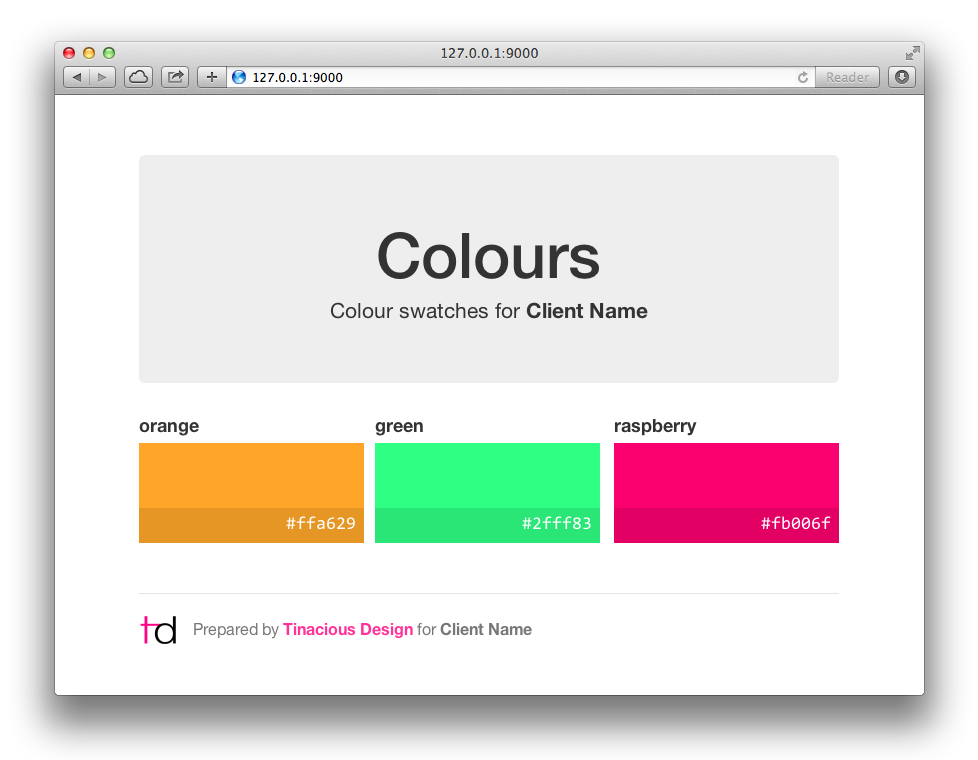 127.0.0.1:9000
127.0.0.1:9000
Reader
Colours
Colour swatches for Client Name
orange
green
raspberry
#ffa629
#2fff83
#fb006f
td
Prepared by Tinacious Design for Client Name